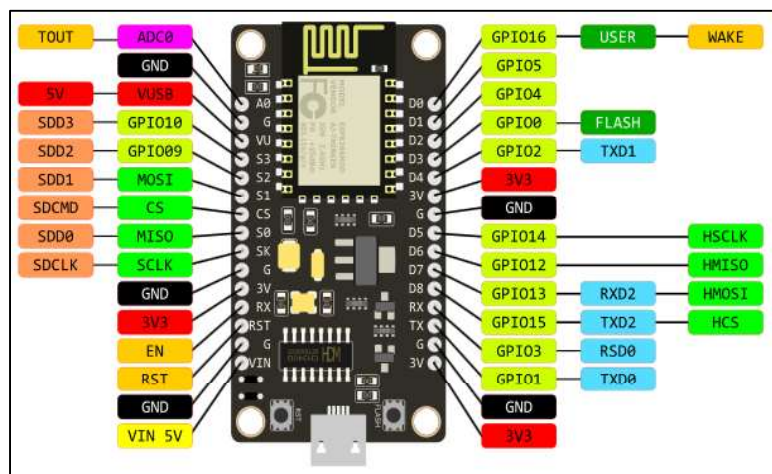 TOUT ADC0 GPIO16 USER WAKE
GND GPIO5
5V VUSB A0 D0 GPIO4
SDD3 GPIO10 G D1 GPIO0 FLASH
SDD2 GPIO09 VU D2 GPIO2 TXD1
SDD1 MOSI S3 D3 3V3
SDCMD CS S2 D4 GND
SDD0 MISO S1 3V GPIO14 HSCLK
SDCLK SCLK CS G GPIO12 HMISO
GND S0 D5 GPIO13 RXD2 HMOSI
3V3 SK D6 GPIO15 TXD2 HCS
EN G D7 GPIO3 RSD0
RST 3V D8 GPIO1 TXD0
GND RX RX GND
VIN 5V RST TX 3V3
G G
VIN 3V
RST FLASH